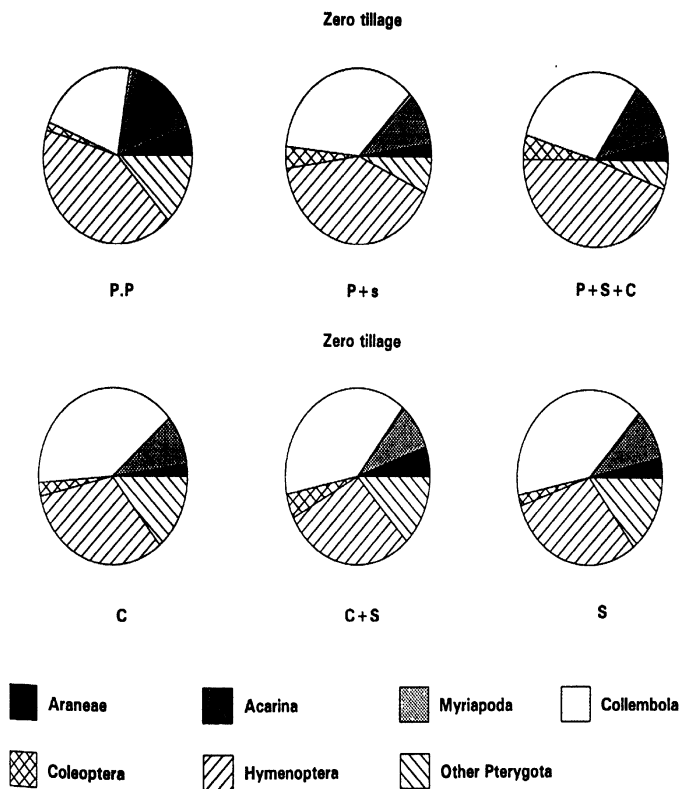 Zero tillage
P.P P+s P+S+C
Zero tillage
C C+S S
Araneae Acarina Myriapoda Collembola
Coleoptera Hymenoptera Other Pterygota